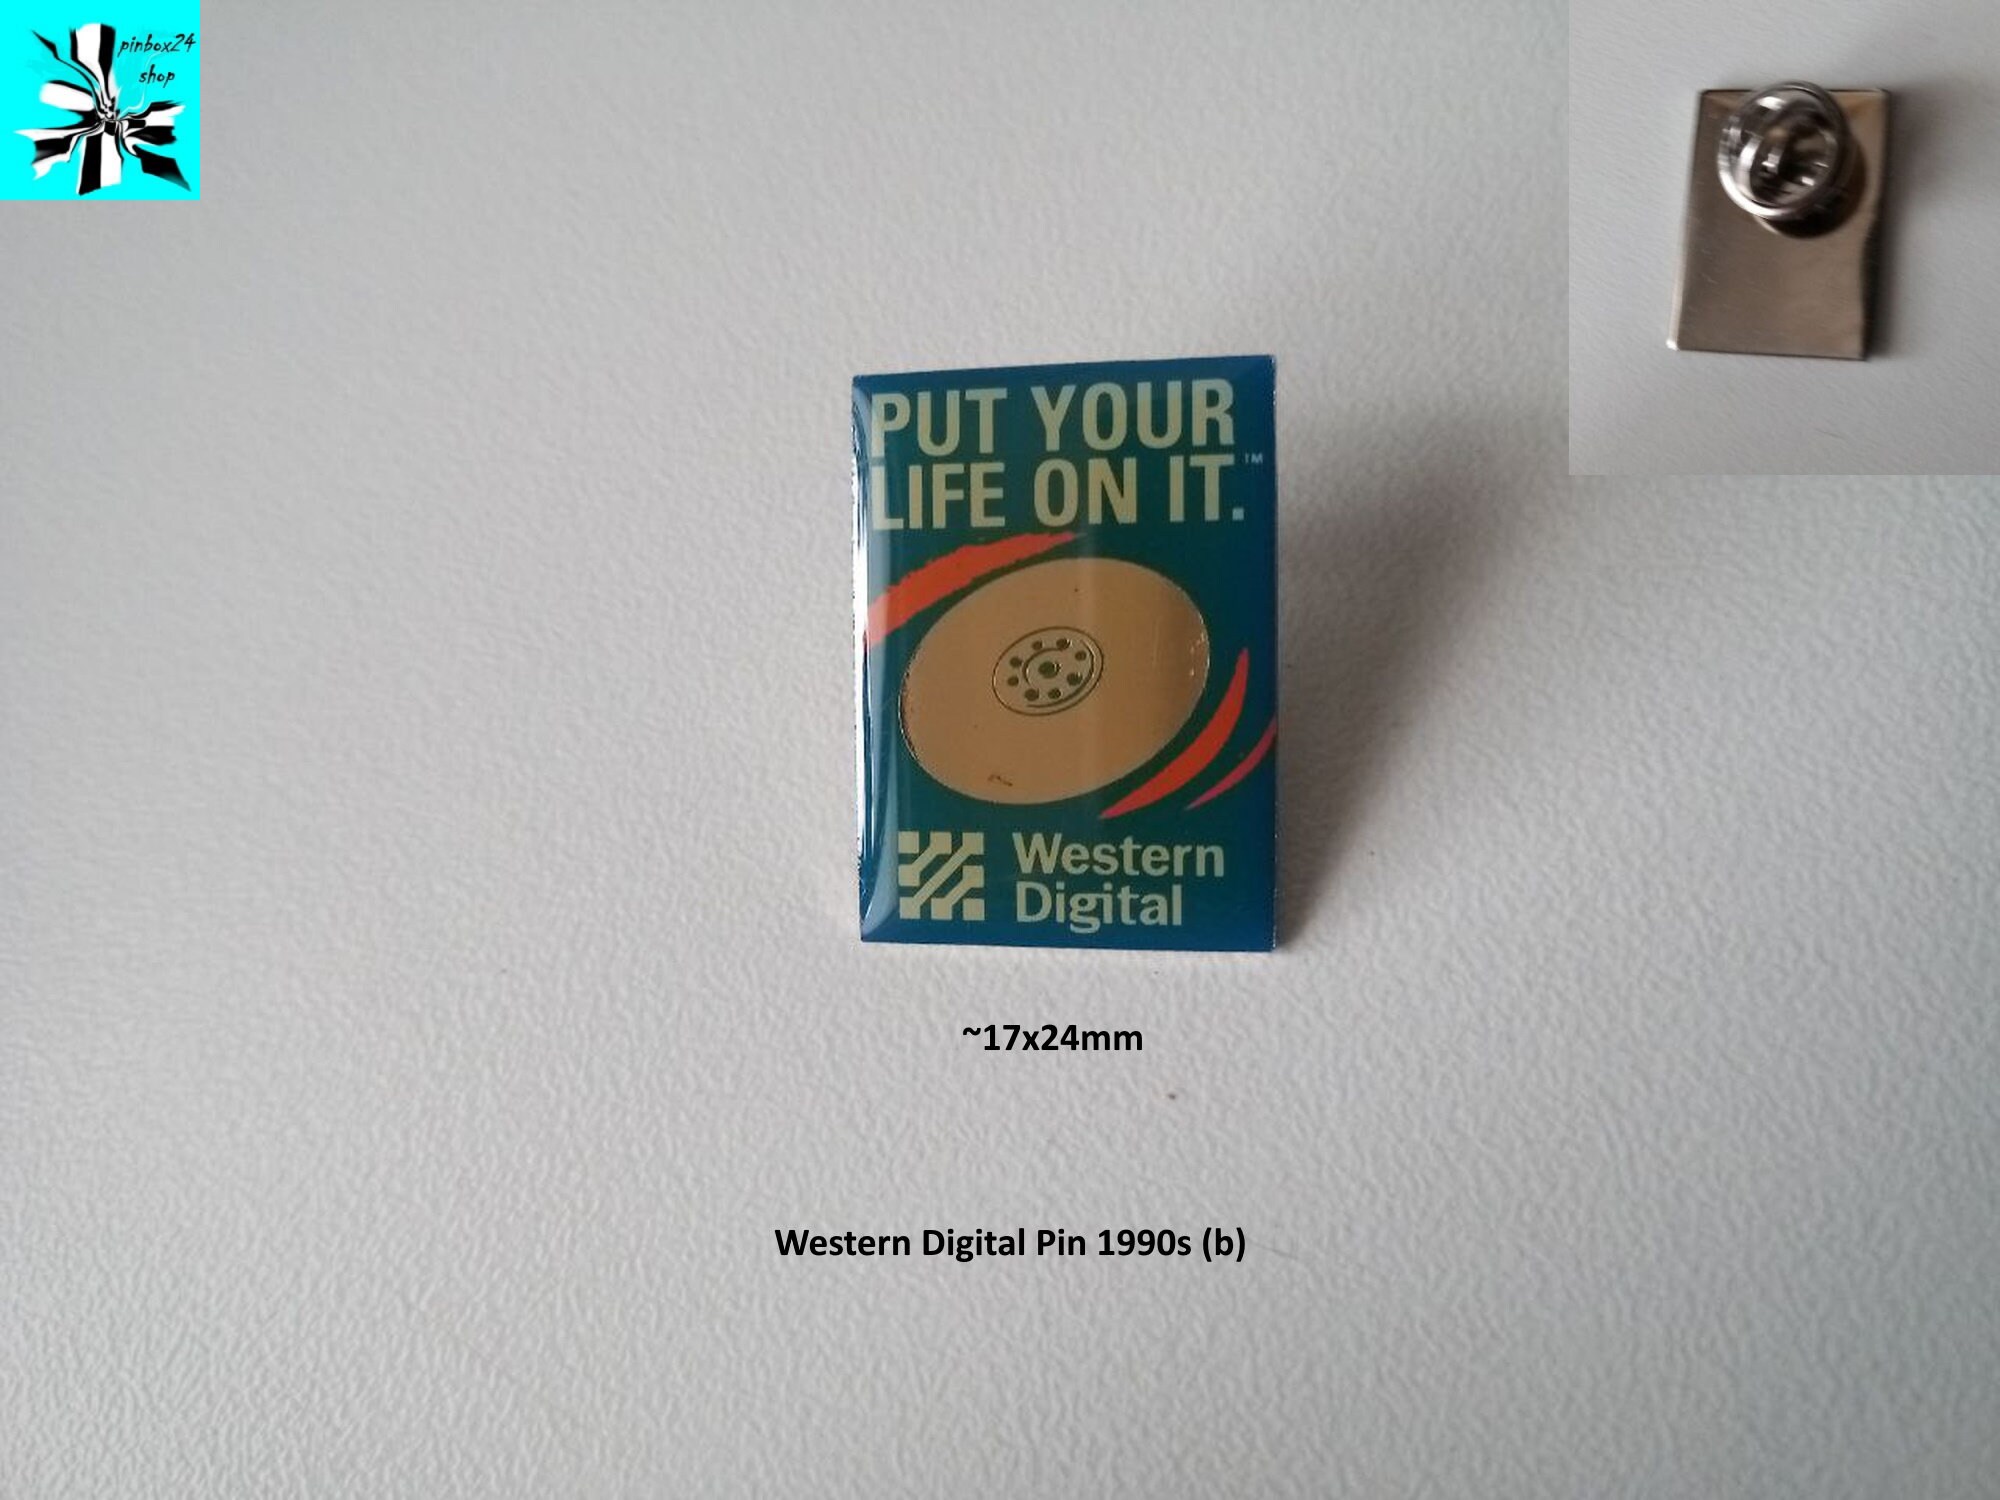 pinbox24
shop
PUT YOUR
LIFE ON IT.™
Western
Digital
~17x24mm
Western Digital Pin 1990s (b)